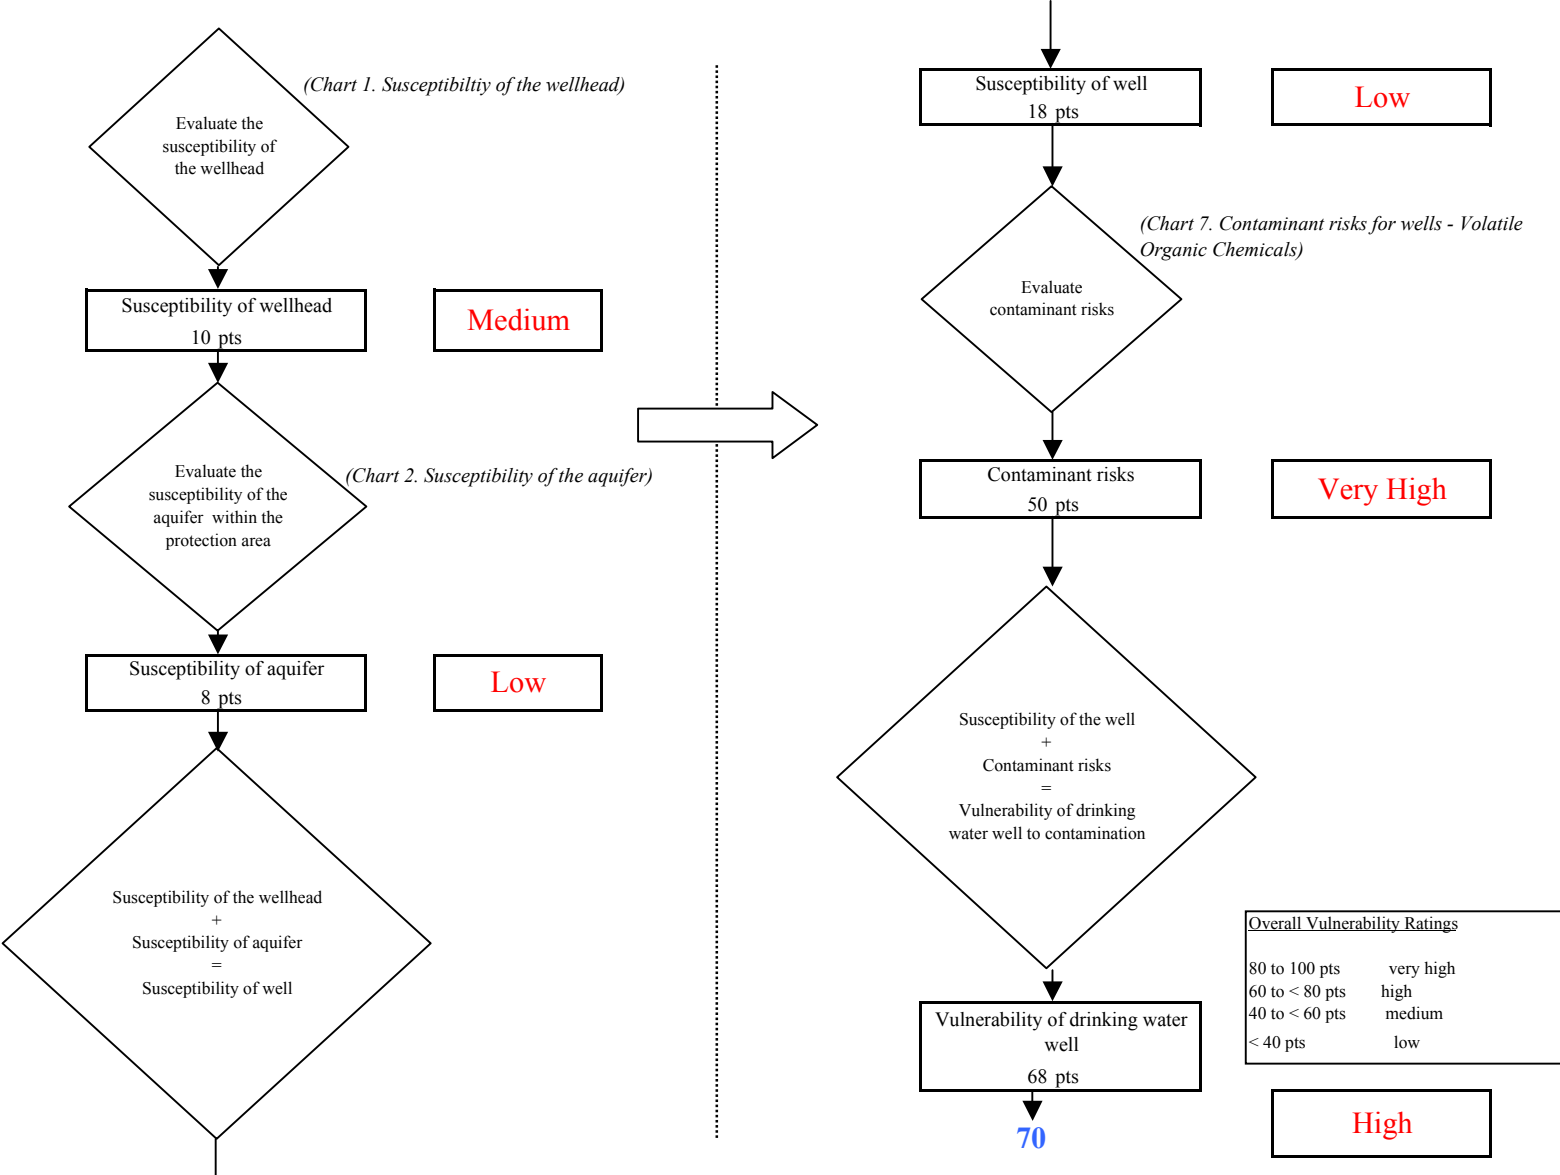 (Chart 1. Susceptibiltiy of the wellhead)
Evaluate the
susceptibility of
the wellhead
Susceptibility of wellhead
10 pts
Medium
Evaluate the
susceptibility of the
aquifer within the
protection area
(Chart 2. Susceptibility of the aquifer)
Susceptibility of aquifer
8 pts
Low
Susceptibility of the wellhead
+
Susceptibility of aquifer
=
Susceptibility of well
Susceptibility of well
18 pts
Low
(Chart 7. Contaminant risks for wells - Volatile
Organic Chemicals)
Evaluate
contaminant risks
Contaminant risks
50 pts
Very High
Susceptibility of the well
+
Contaminant risks
=
Vulnerability of drinking
water well to contamination
Overall Vulnerability Ratings
80 to 100 pts very high
60 to < 80 pts high
40 to < 60 pts medium
< 40 pts low
Vulnerability of drinking water
well
68 pts
70
High